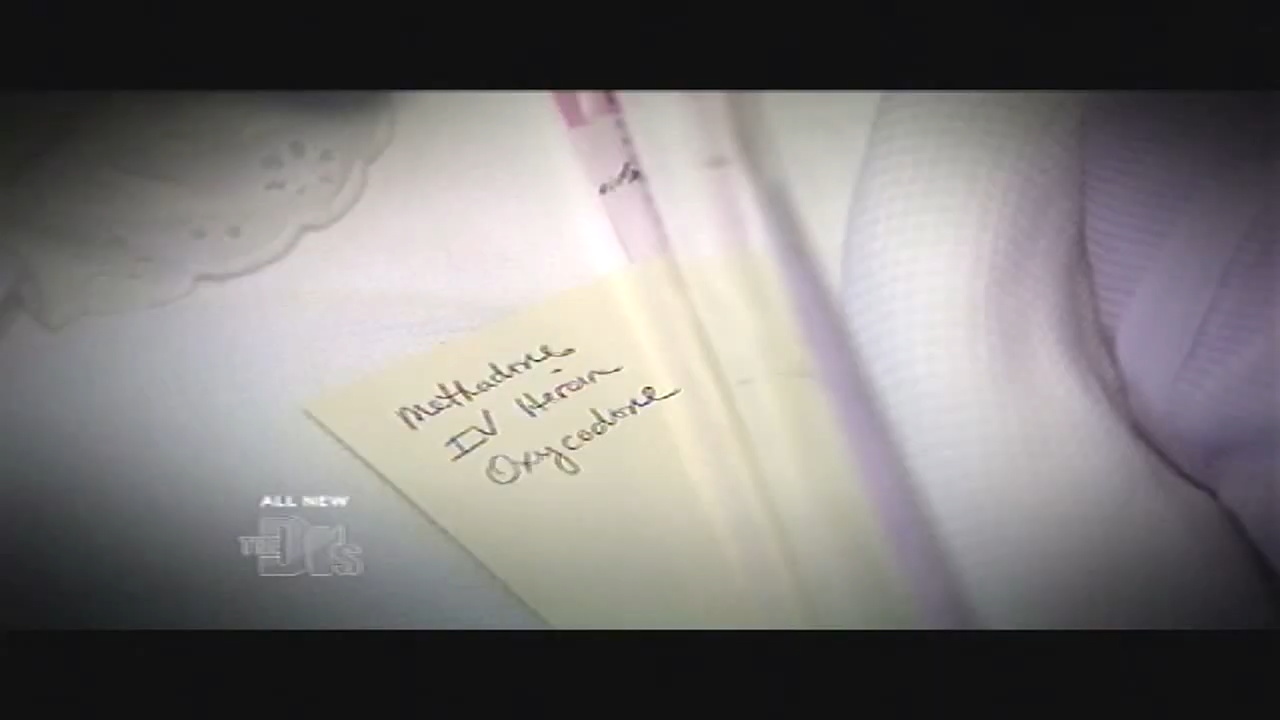 Methadone
IV Heroin
Oxycodone
ALL NEW
THE DRS